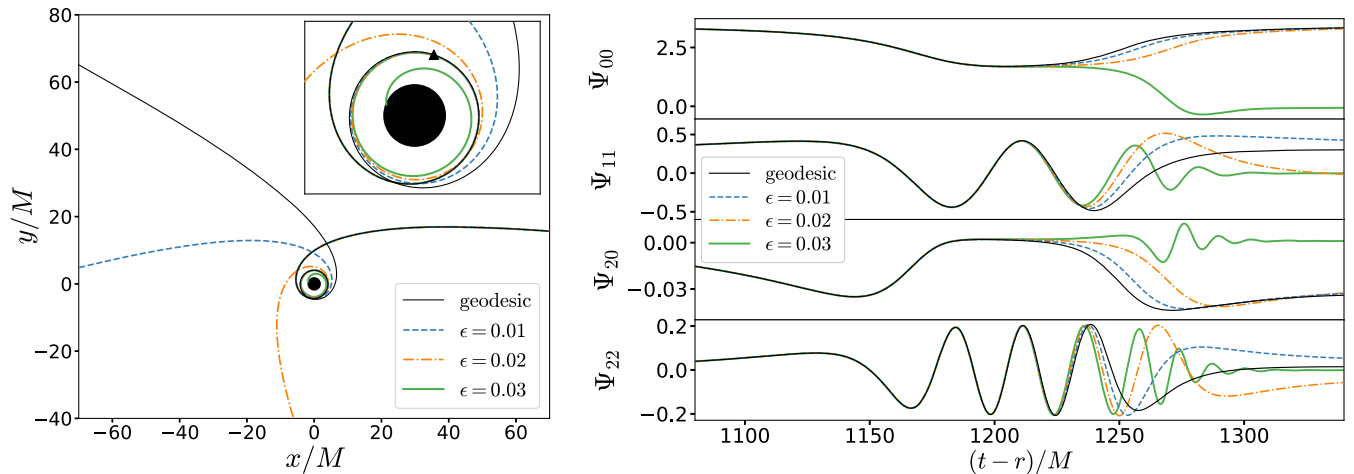 80
60
40
20
0
−20
−40
y/M
−60 −40 −20 0 20 40 60
x/M
geodesic
ϵ = 0.01
ϵ = 0.02
ϵ = 0.03
Ψ₀₀
2.5
0.0
Ψ₁₁
0.5
0.0
−0.5
geodesic
ϵ = 0.01
ϵ = 0.02
ϵ = 0.03
Ψ₂₀
0.00
−0.03
Ψ₂₂
0.2
0.0
−0.2
1100 1150 1200 1250 1300
(t − r)/M